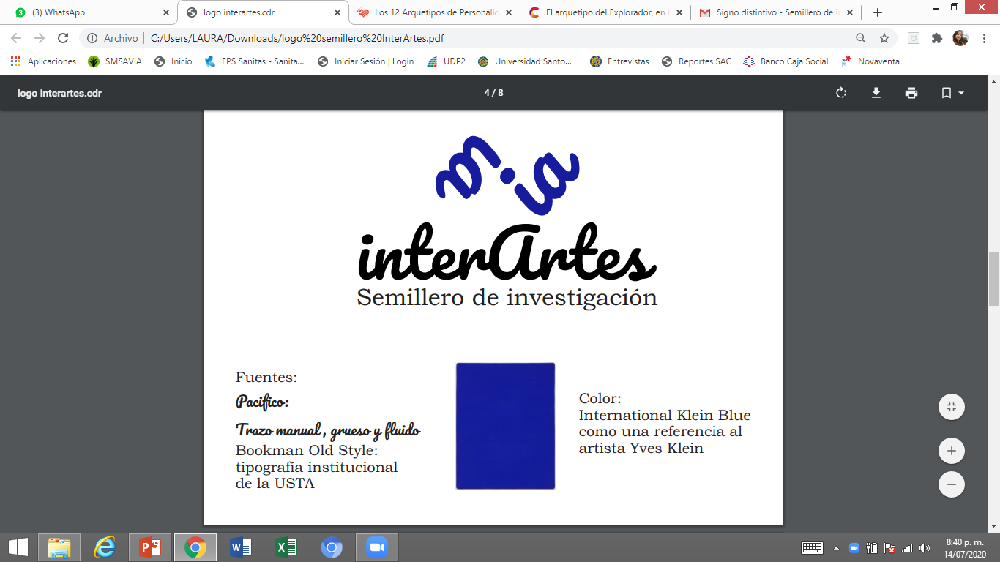 (3) WhatsApp
logo interartes.cdr
Los 12 Arquetipos de Personalid
El arquetipo del Explorador, en
Signo distintivo - Semillero de i
Archivo
C:/Users/LAURA/Downloads/logo%20semillero%20InterArtes.pdf
Aplicaciones
SMSAVIA
Inicio
EPS Sanitas - Sanita...
Iniciar Sesión | Login
UDP2
Universidad Santo...
Entrevistas
Reportes SAC
Banco Caja Social
Novaventa
logo interartes.cdr
4 / 8
ia
interArtes
Semillero de investigación
Fuentes:
Pacifico:
Trazo manual , grueso y fluido
Bookman Old Style:
tipografía institucional
de la USTA
Color:
International Klein Blue
como una referencia al
artista Yves Klein
8:40 p. m.
14/07/2020